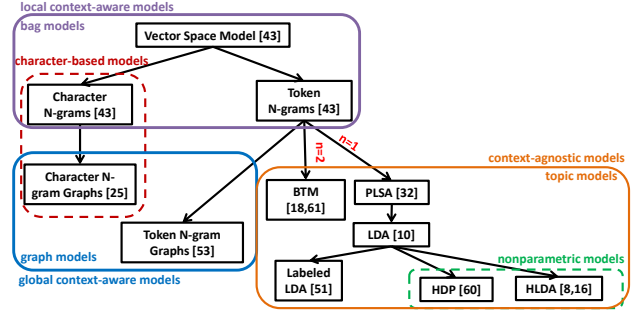 local context-aware models
bag models
Vector Space Model [43]
character-based models
Character
N-grams [43]
Token
N-grams [43]
n=2
n=1
context-agnostic models
topic models
Character N-
gram Graphs [25]
BTM
[18,61]
PLSA [32]
Token N-gram
Graphs [53]
LDA [10]
graph models
global context-aware models
nonparametric models
Labeled
LDA [51]
HDP [60]
HLDA [8,16]